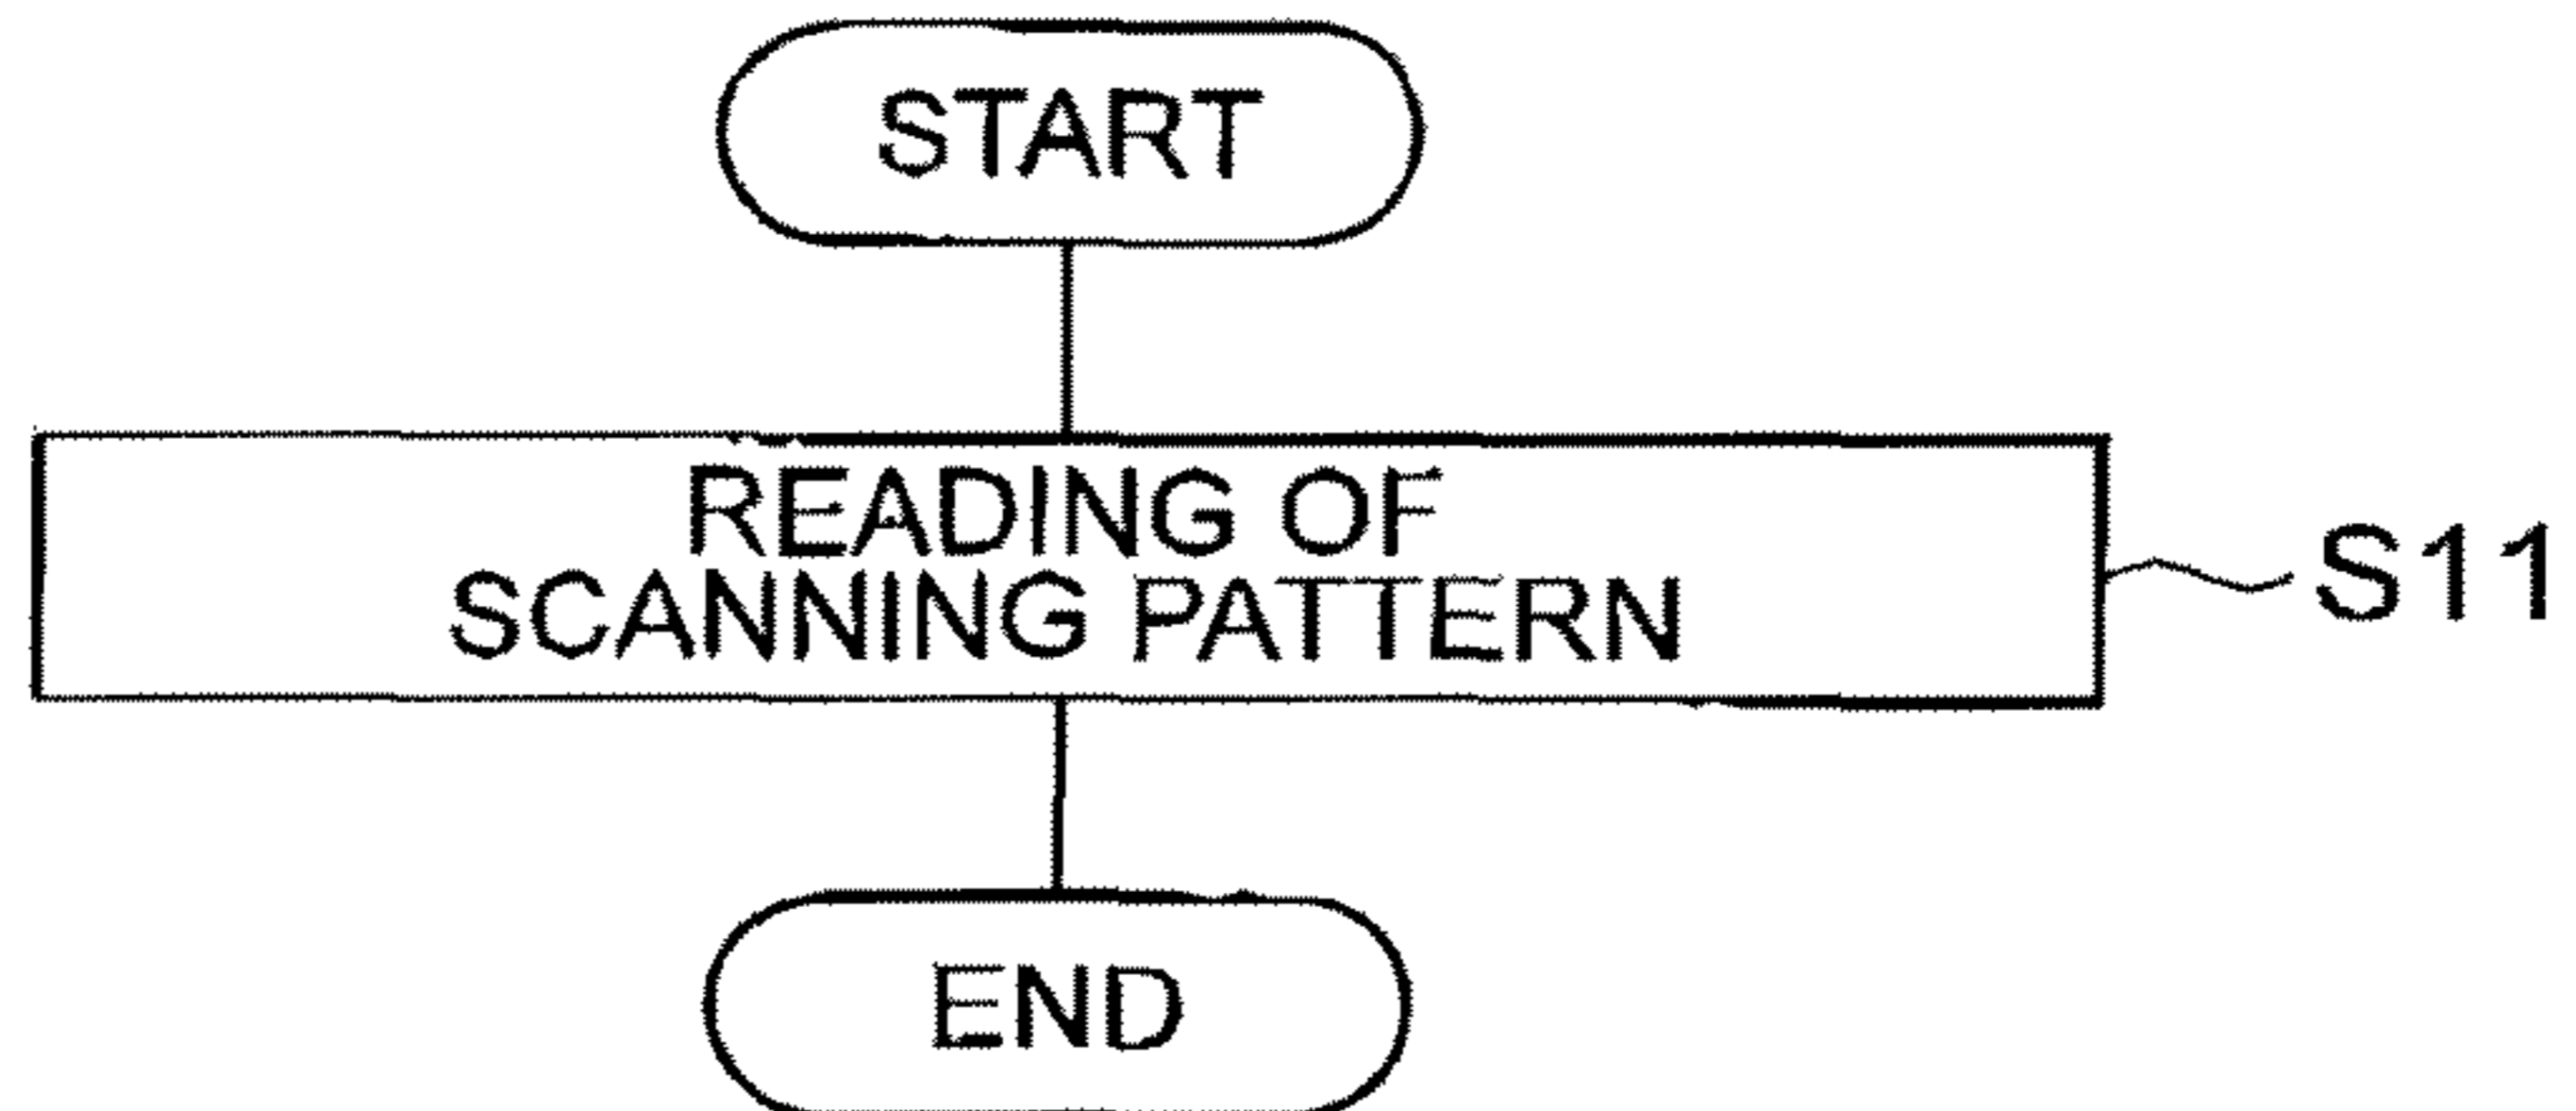 START
READING OF
SCANNING PATTERN
S11
END